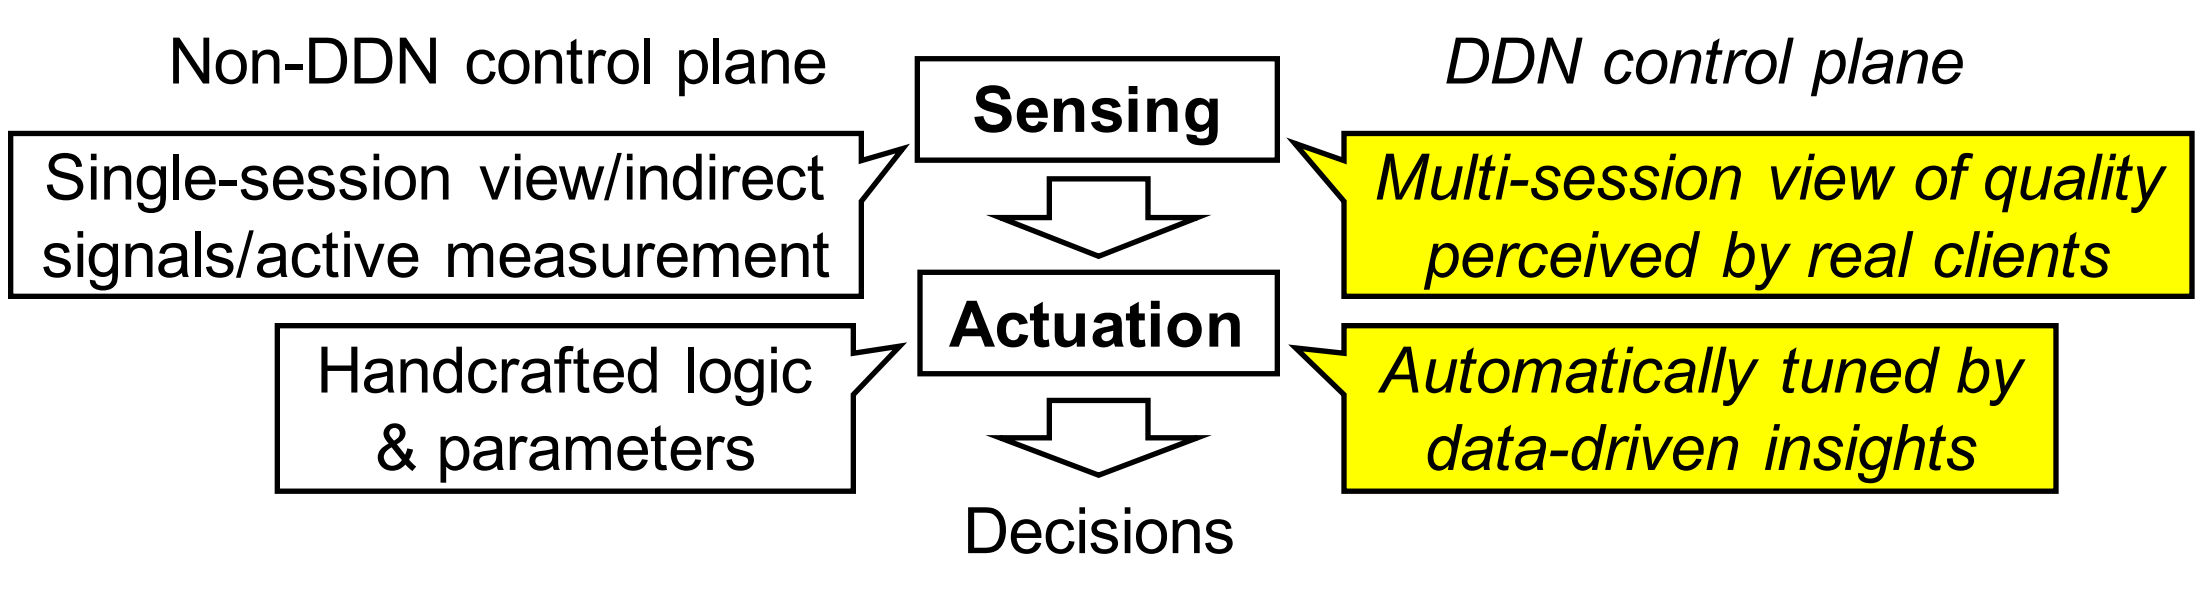 Non-DDN control plane
Sensing
DDN control plane
Single-session view/indirect
signals/active measurement
Multi-session view of quality
perceived by real clients
Actuation
Handcrafted logic
& parameters
Automatically tuned by
data-driven insights
Decisions